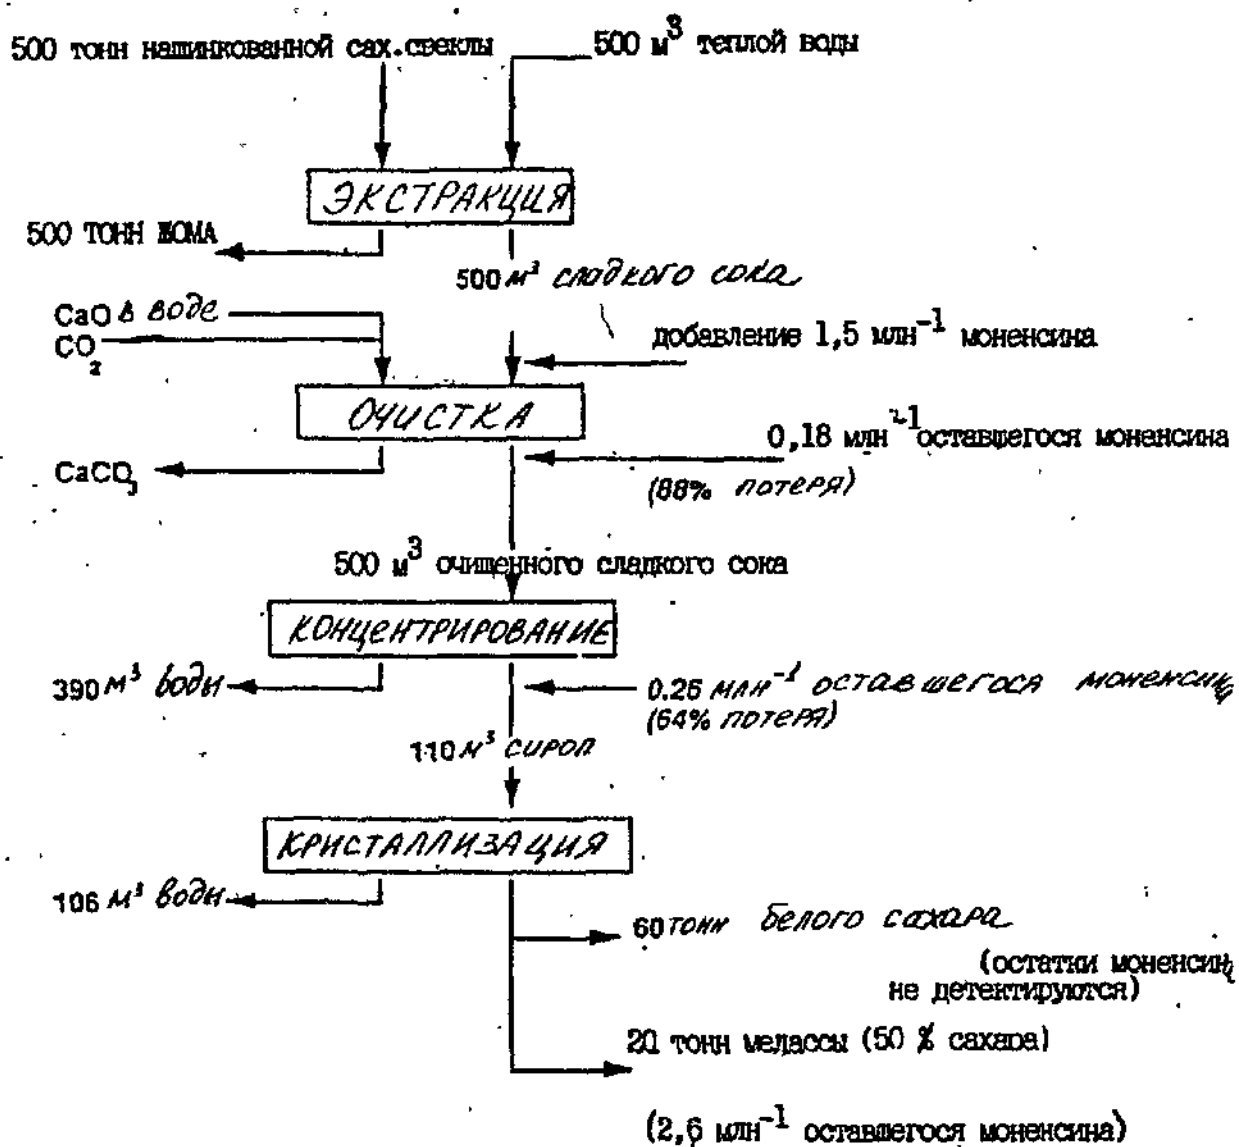 500 тонн нашинкованной сах.свеклы
500 м³ теплой воды
ЭКСТРАКЦИЯ
500 ТОНН ЖОМА
500 м³ сладкого сока
CaO в воде
CO₂
добавление 1,5 млн⁻¹ моненсина
ОЧИСТКА
0,18 млн⁻¹ оставшегося моненсина
(88% потеря)
CaCO₃
500 м³ очищенного сладкого сока
КОНЦЕНТРИРОВАНИЕ
390 м³ воды
0.26 млн⁻¹ оставшегося моненсина
(64% потеря)
110 м³ сироп
КРИСТАЛЛИЗАЦИЯ
106 м³ воды
60 тонн белого сахара
(остатки моненсина
не детектируются)
20 тонн мелассы (50 % сахара)
(2,6 млн⁻¹ оставшегося моненсина)